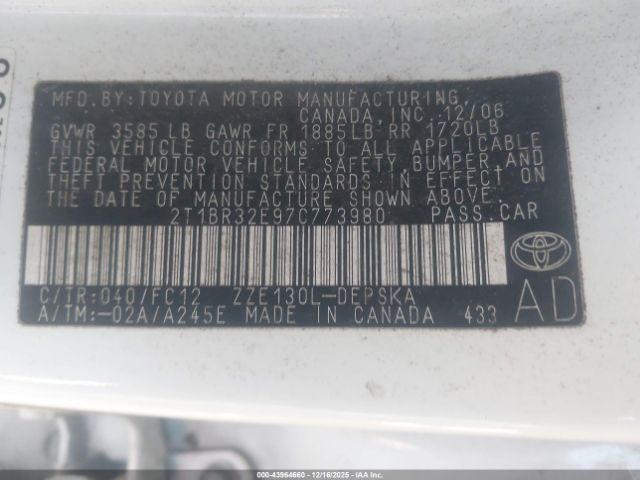 MFD. BY: TOYOTA MOTOR MANUFACTURING,
CANADA, INC. 12/06
GVWR 3585 LB GAWR FR 1885LB RR 1720LB
THIS VEHICLE CONFORMS TO ALL APPLICABLE
FEDERAL MOTOR VEHICLE SAFETY, BUMPER, AND
THEFT PREVENTION STANDARDS IN EFFECT ON
THE DATE OF MANUFACTURE SHOWN ABOVE.
2T1BR32E97C773980 PASS.CAR
C/TR:040/FC12 ZZE130L-DEPSKA
A/TM:-02A/A245E MADE IN CANADA 433
AD
000-43964660 - 12/16/2025 - COPYRIGHT © IAA, LLC